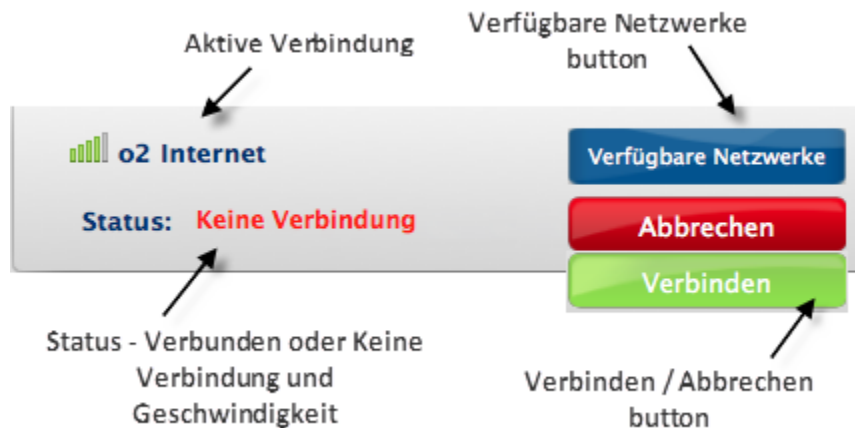 Aktive Verbindung
Verfügbare Netzwerke
button
o2 Internet
Verfügbare Netzwerke
Status: Keine Verbindung
Abbrechen
Verbinden
Status - Verbunden oder Keine
Verbindung und
Geschwindigkeit
Verbinden / Abbrechen
button